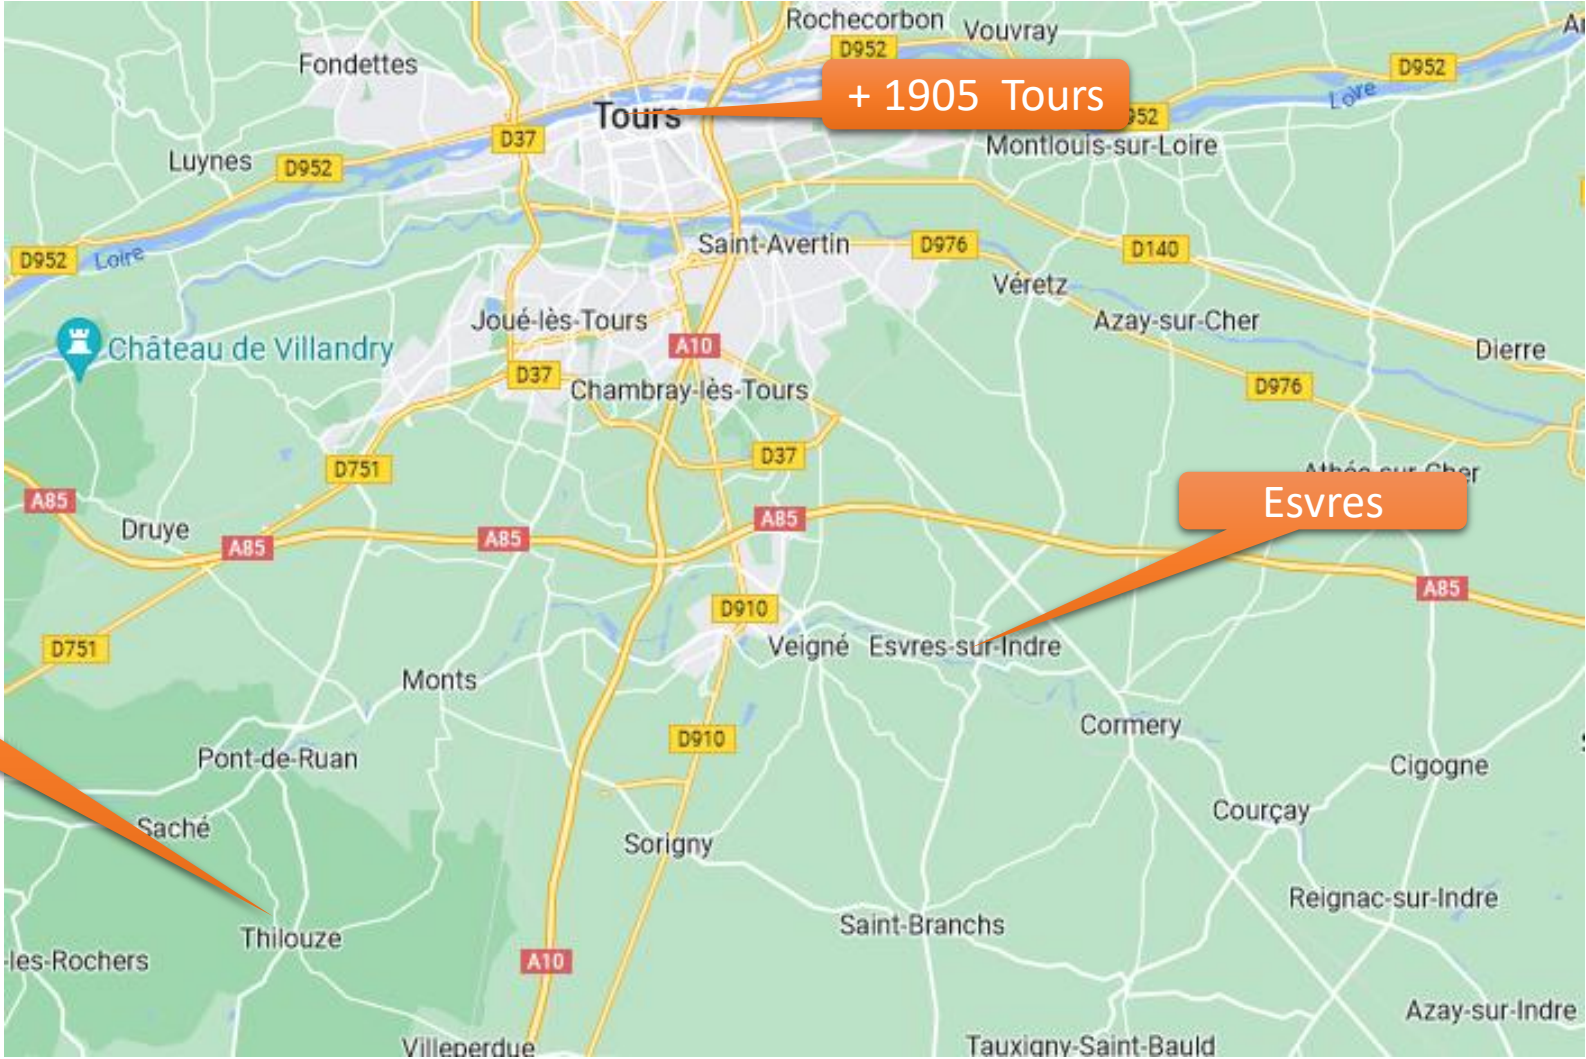 Rochecorbon
Vouvray
Fondettes
D952
D952
+ 1905 Tours
Tours
Loire
952
D37
Montlouis-sur-Loire
Luynes
D952
Saint-Avertin
D976
D140
D952
Loire
Véretz
Joué-lès-Tours
Azay-sur-Cher
Château de Villandry
A10
Dierre
D37
Chambray-lès-Tours
D976
D37
D751
Esvres
A85
A85
Druye
A85
A85
A85
D910
D751
Veigné
Esvres-sur-Indre
Monts
Cormery
D910
Pont-de-Ruan
Cigogne
Courçay
Saché
Sorigny
Reignac-sur-Indre
Saint-Branchs
Thilouze
-les-Rochers
A10
Azay-sur-Indre
Villeperdue
Tauxigny-Saint-Bauld